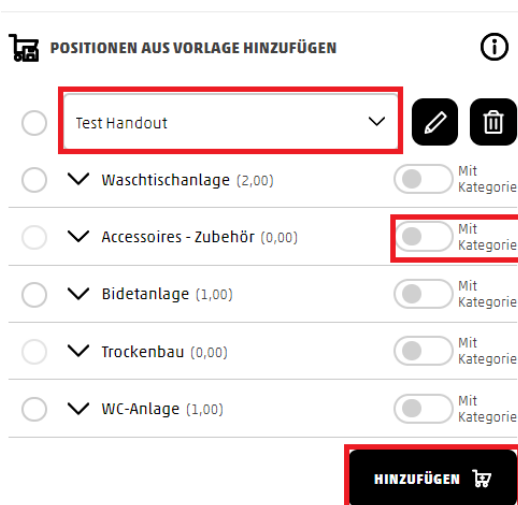 POSITIONEN AUS VORLAGE HINZUFÜGEN
Test Handout
Waschtischanlage (2,00) Mit Kategorie
Accessoires - Zubehör (0,00) Mit Kategorie
Bidetanlage (1,00) Mit Kategorie
Trockenbau (0,00) Mit Kategorie
WC-Anlage (1,00) Mit Kategorie
HINZUFÜGEN